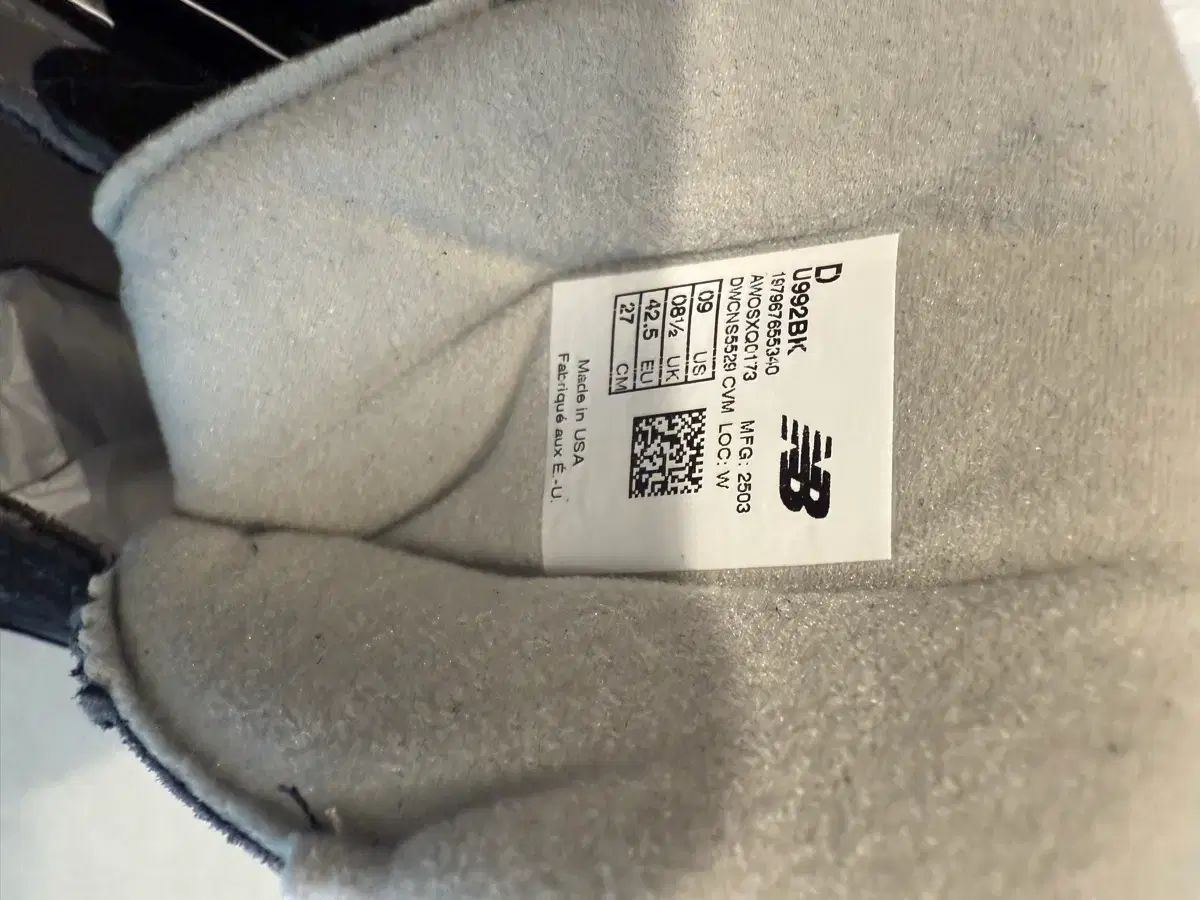 D
U992BK
197967655340
AWOSXQ0173 MFG: 2503
DWCNS5529 CVM LOC: W
09 US
08½ UK
42.5 EU
27 CM
Made in USA
Fabriqué aux É.-U.
NB